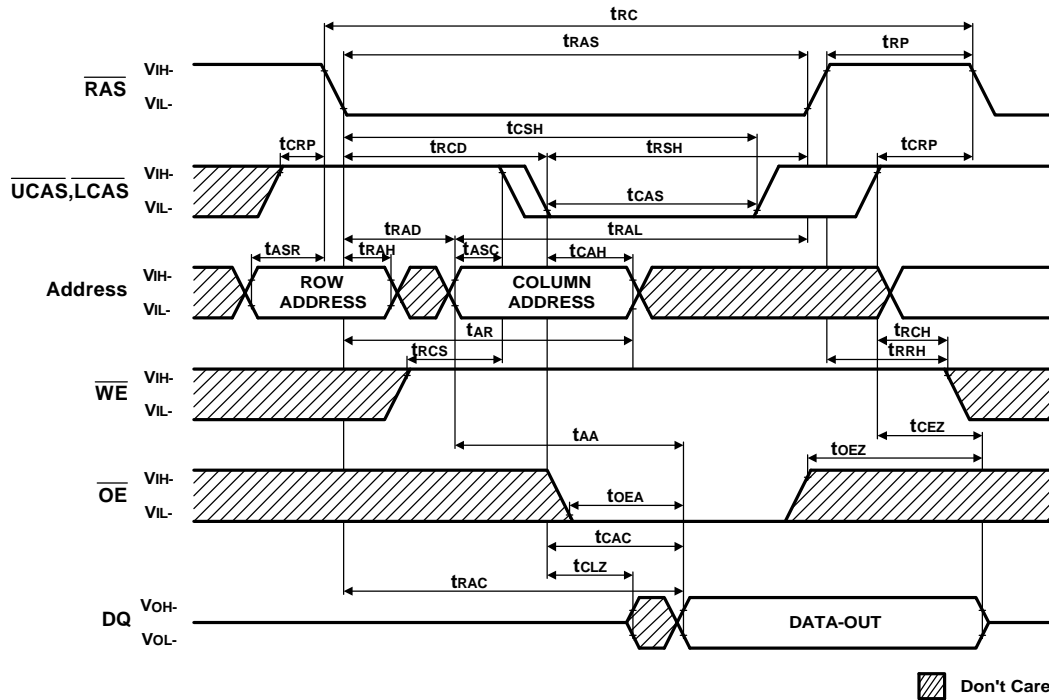 tRC
tRAS
tRP
RAS
VIH-
VIL-
tCSH
tCRP
tRCD
tRSH
tCRP
UCAS,LCAS
VIH-
VIL-
tCAS
tRAD
tRAL
tASR
tRAH
tASC
tCAH
Address
VIH-
VIL-
ROW
ADDRESS
COLUMN
ADDRESS
tAR
tRCS
tRCH
tRRH
WE
VIH-
VIL-
tAA
tCEZ
tOEZ
OE
VIH-
VIL-
tOEA
tCAC
tCLZ
tRAC
DQ
VOH-
VOL-
DATA-OUT
Don't Care